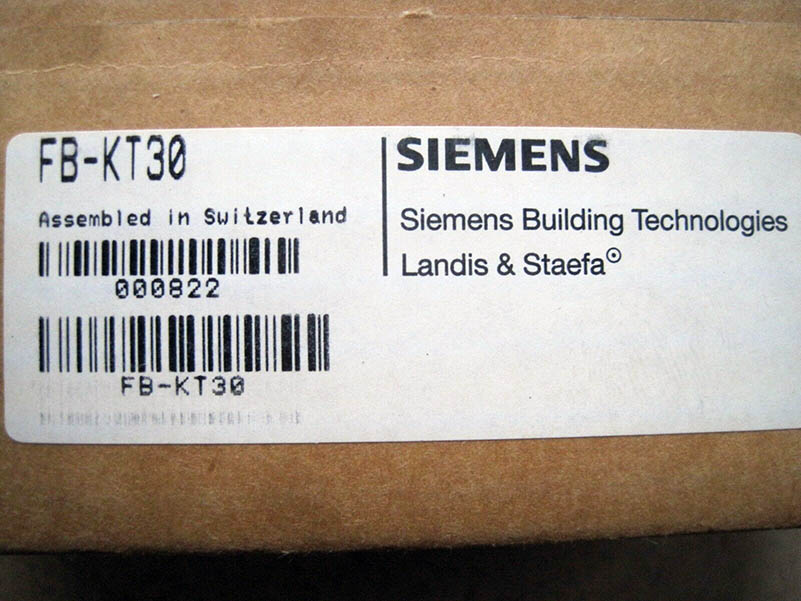 FB-KT30
Assembled in Switzerland
000822
FB-KT30
SIEMENS
Siemens Building Technologies
Landis & Staefa